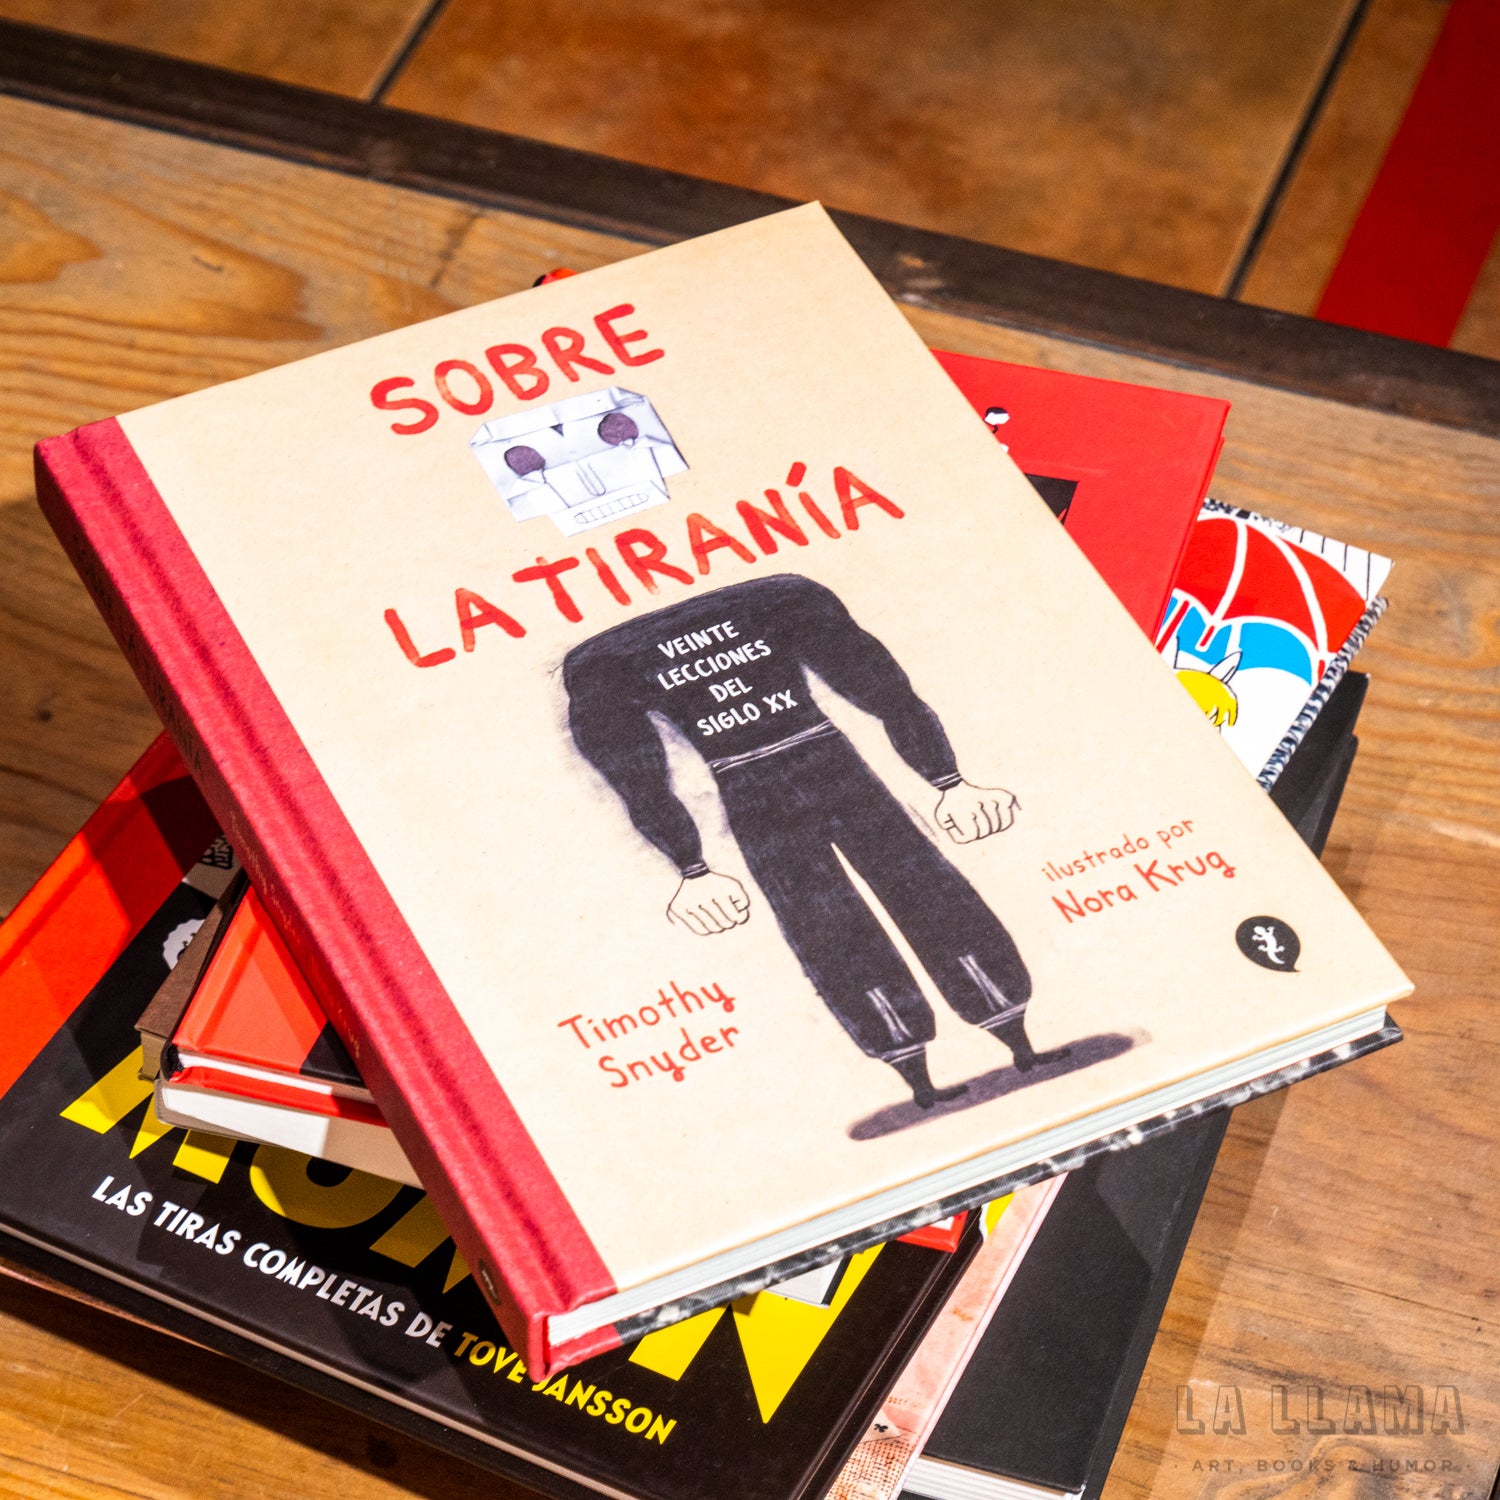 SOBRE
LA TIRANÍA
VEINTE
LECCIONES
DEL
SIGLO XX
ilustrado por
Nora Krug
Timothy
Snyder
LAS TIRAS COMPLETAS DE TOVE JANSSON
LA LLAMA
· ART, BOOKS & HUMOR ·